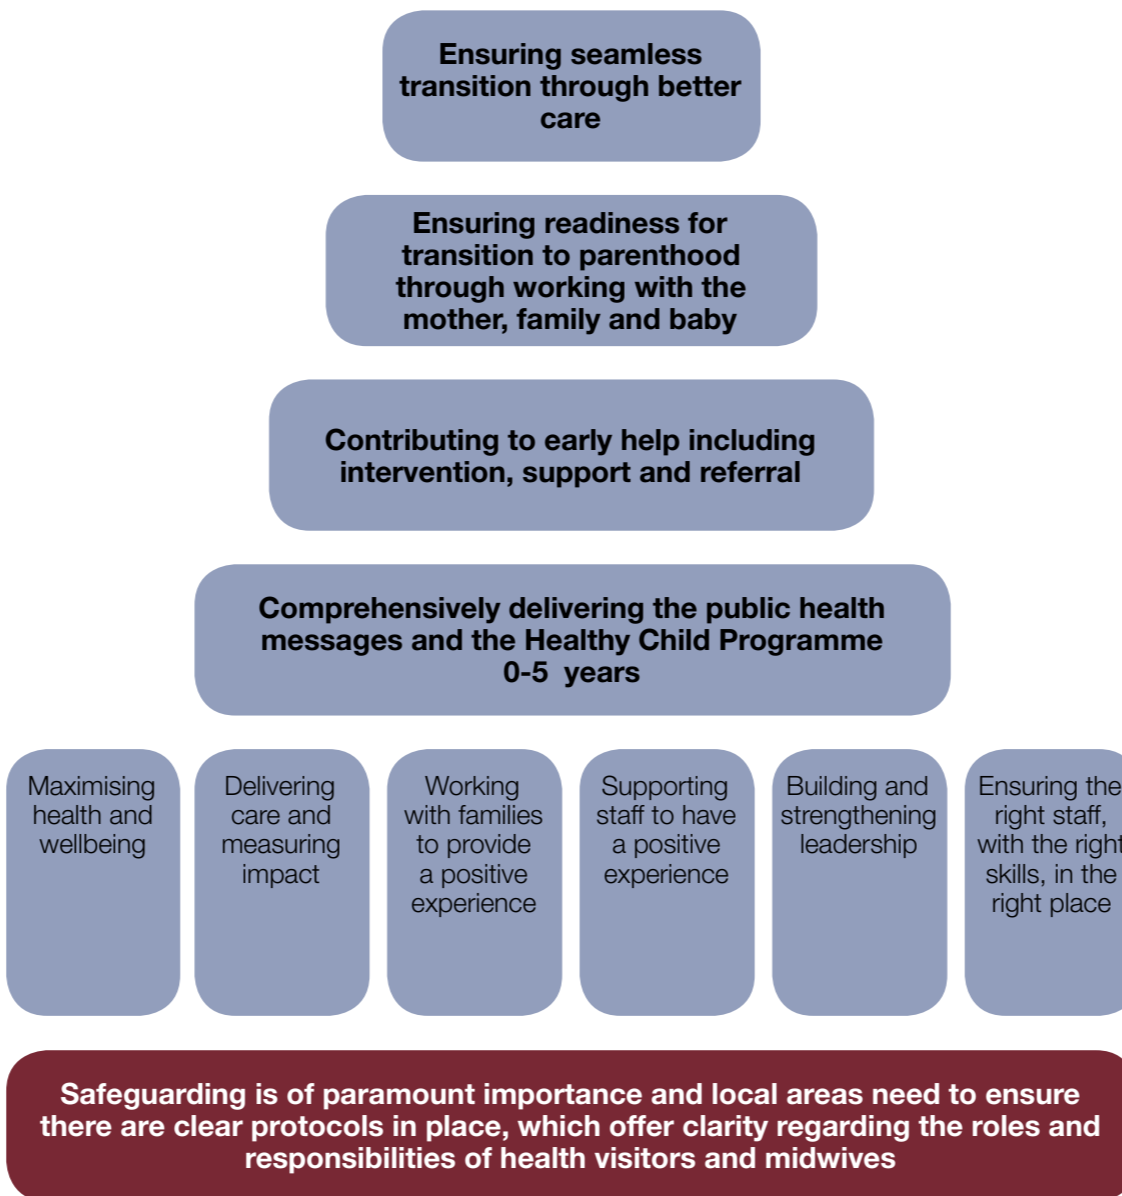 Ensuring seamless
transition through better
care
Ensuring readiness for
transition to parenthood
through working with the
mother, family and baby
Contributing to early help including
intervention, support and referral
Comprehensively delivering the public health
messages and the Healthy Child Programme
0-5 years
Maximising
health and
wellbeing
Delivering
care and
measuring
impact
Working
with families
to provide
a positive
experience
Supporting
staff to have
a positive
experience
Building and
strengthening
leadership
Ensuring the
right staff,
with the right
skills, in the
right place
Safeguarding is of paramount importance and local areas need to ensure
there are clear protocols in place, which offer clarity regarding the roles and
responsibilities of health visitors and midwives